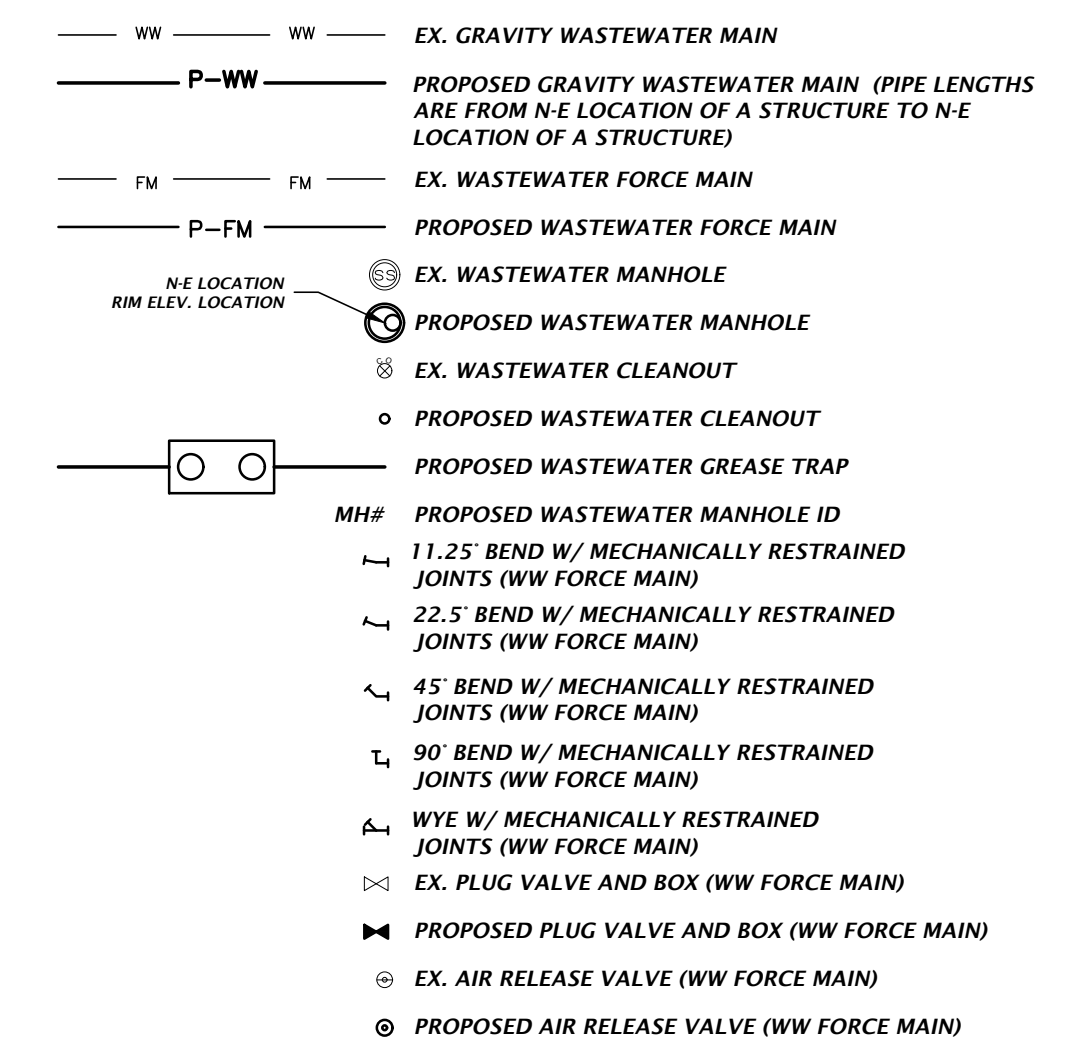 WW WW EX. GRAVITY WASTEWATER MAIN
P-WW PROPOSED GRAVITY WASTEWATER MAIN (PIPE LENGTHS
ARE FROM N-E LOCATION OF A STRUCTURE TO N-E
LOCATION OF A STRUCTURE)
FM FM EX. WASTEWATER FORCE MAIN
P-FM PROPOSED WASTEWATER FORCE MAIN
SS EX. WASTEWATER MANHOLE
N-E LOCATION
RIM ELEV. LOCATION
PROPOSED WASTEWATER MANHOLE
EX. WASTEWATER CLEANOUT
PROPOSED WASTEWATER CLEANOUT
PROPOSED WASTEWATER GREASE TRAP
MH# PROPOSED WASTEWATER MANHOLE ID
11.25° BEND W/ MECHANICALLY RESTRAINED
JOINTS (WW FORCE MAIN)
22.5° BEND W/ MECHANICALLY RESTRAINED
JOINTS (WW FORCE MAIN)
45° BEND W/ MECHANICALLY RESTRAINED
JOINTS (WW FORCE MAIN)
90° BEND W/ MECHANICALLY RESTRAINED
JOINTS (WW FORCE MAIN)
WYE W/ MECHANICALLY RESTRAINED
JOINTS (WW FORCE MAIN)
EX. PLUG VALVE AND BOX (WW FORCE MAIN)
PROPOSED PLUG VALVE AND BOX (WW FORCE MAIN)
EX. AIR RELEASE VALVE (WW FORCE MAIN)
PROPOSED AIR RELEASE VALVE (WW FORCE MAIN)